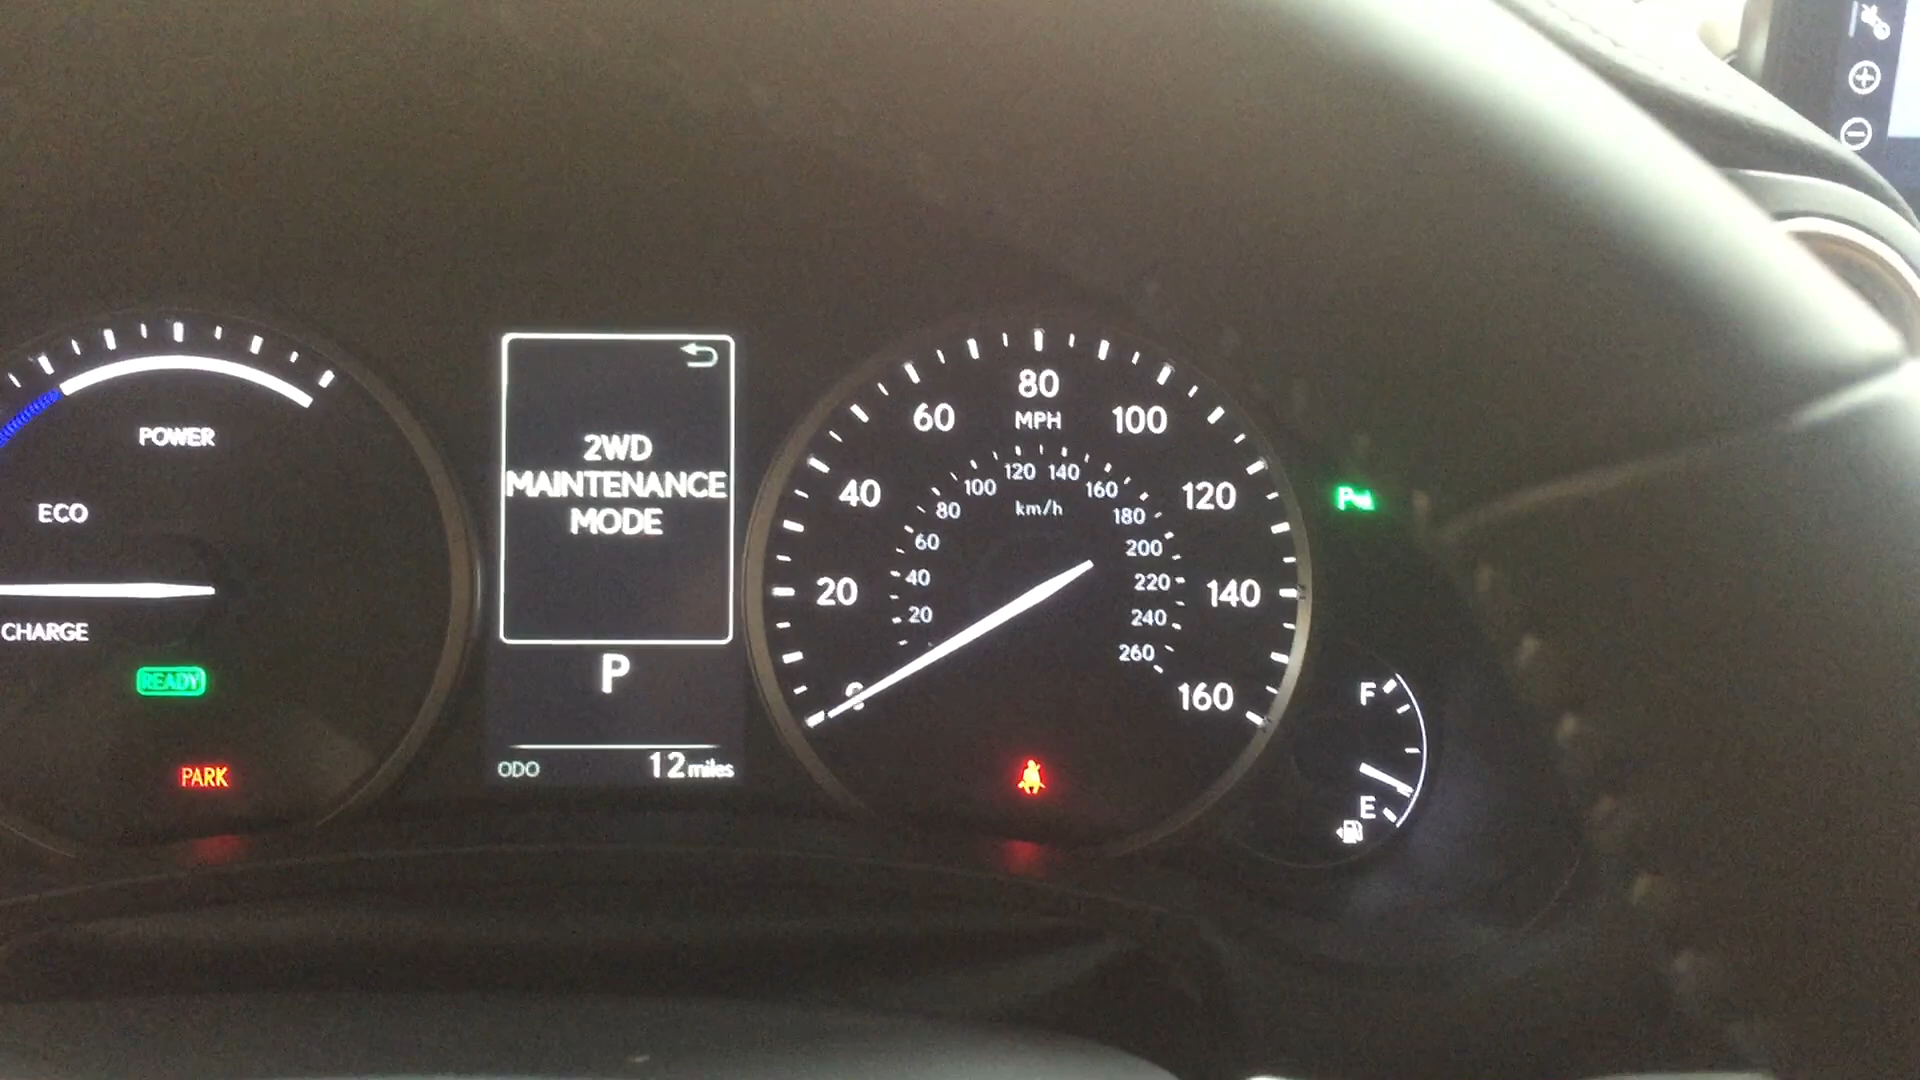 POWER
ECO
CHARGE
READY
PARK
2WD
MAINTENANCE
MODE
P
ODO 12 miles
20
40
60
80
100
120
140
160
MPH
20
40
60
80
100
120
140
160
180
200
220
240
260
km/h
F
E